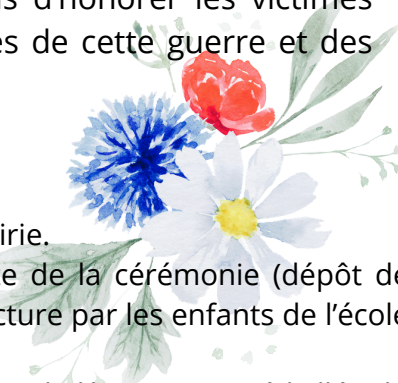 d'honorer les victimes
de cette guerre et des
irie.
e de la cérémonie (dépôt de
cture par les enfants de l'école